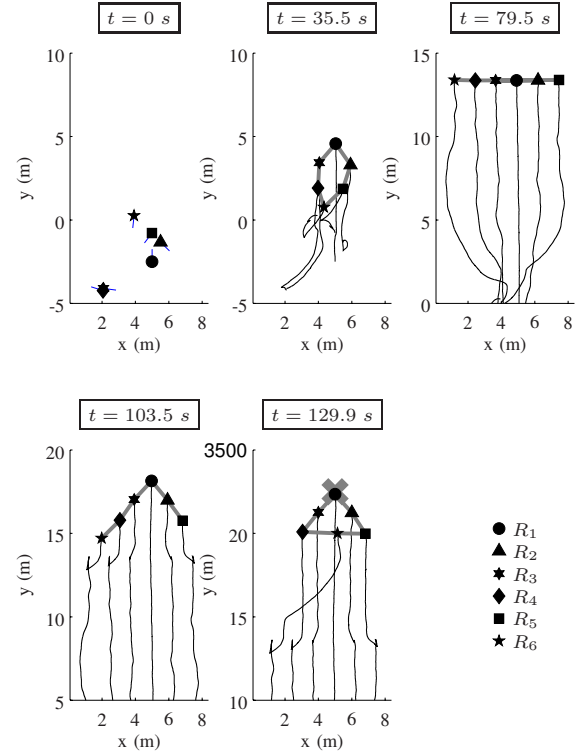 t = 0 s
t = 35.5 s
t = 79.5 s
10
5
0
-5
y (m)
2 4 6 8
x (m)
10
5
0
-5
y (m)
2 4 6 8
x (m)
15
10
5
0
y (m)
2 4 6 8
x (m)
t = 103.5 s
t = 129.9 s
20
15
10
5
y (m)
2 4 6 8
x (m)
3500
20
15
10
y (m)
2 4 6 8
x (m)
R1
R2
R3
R4
R5
R6